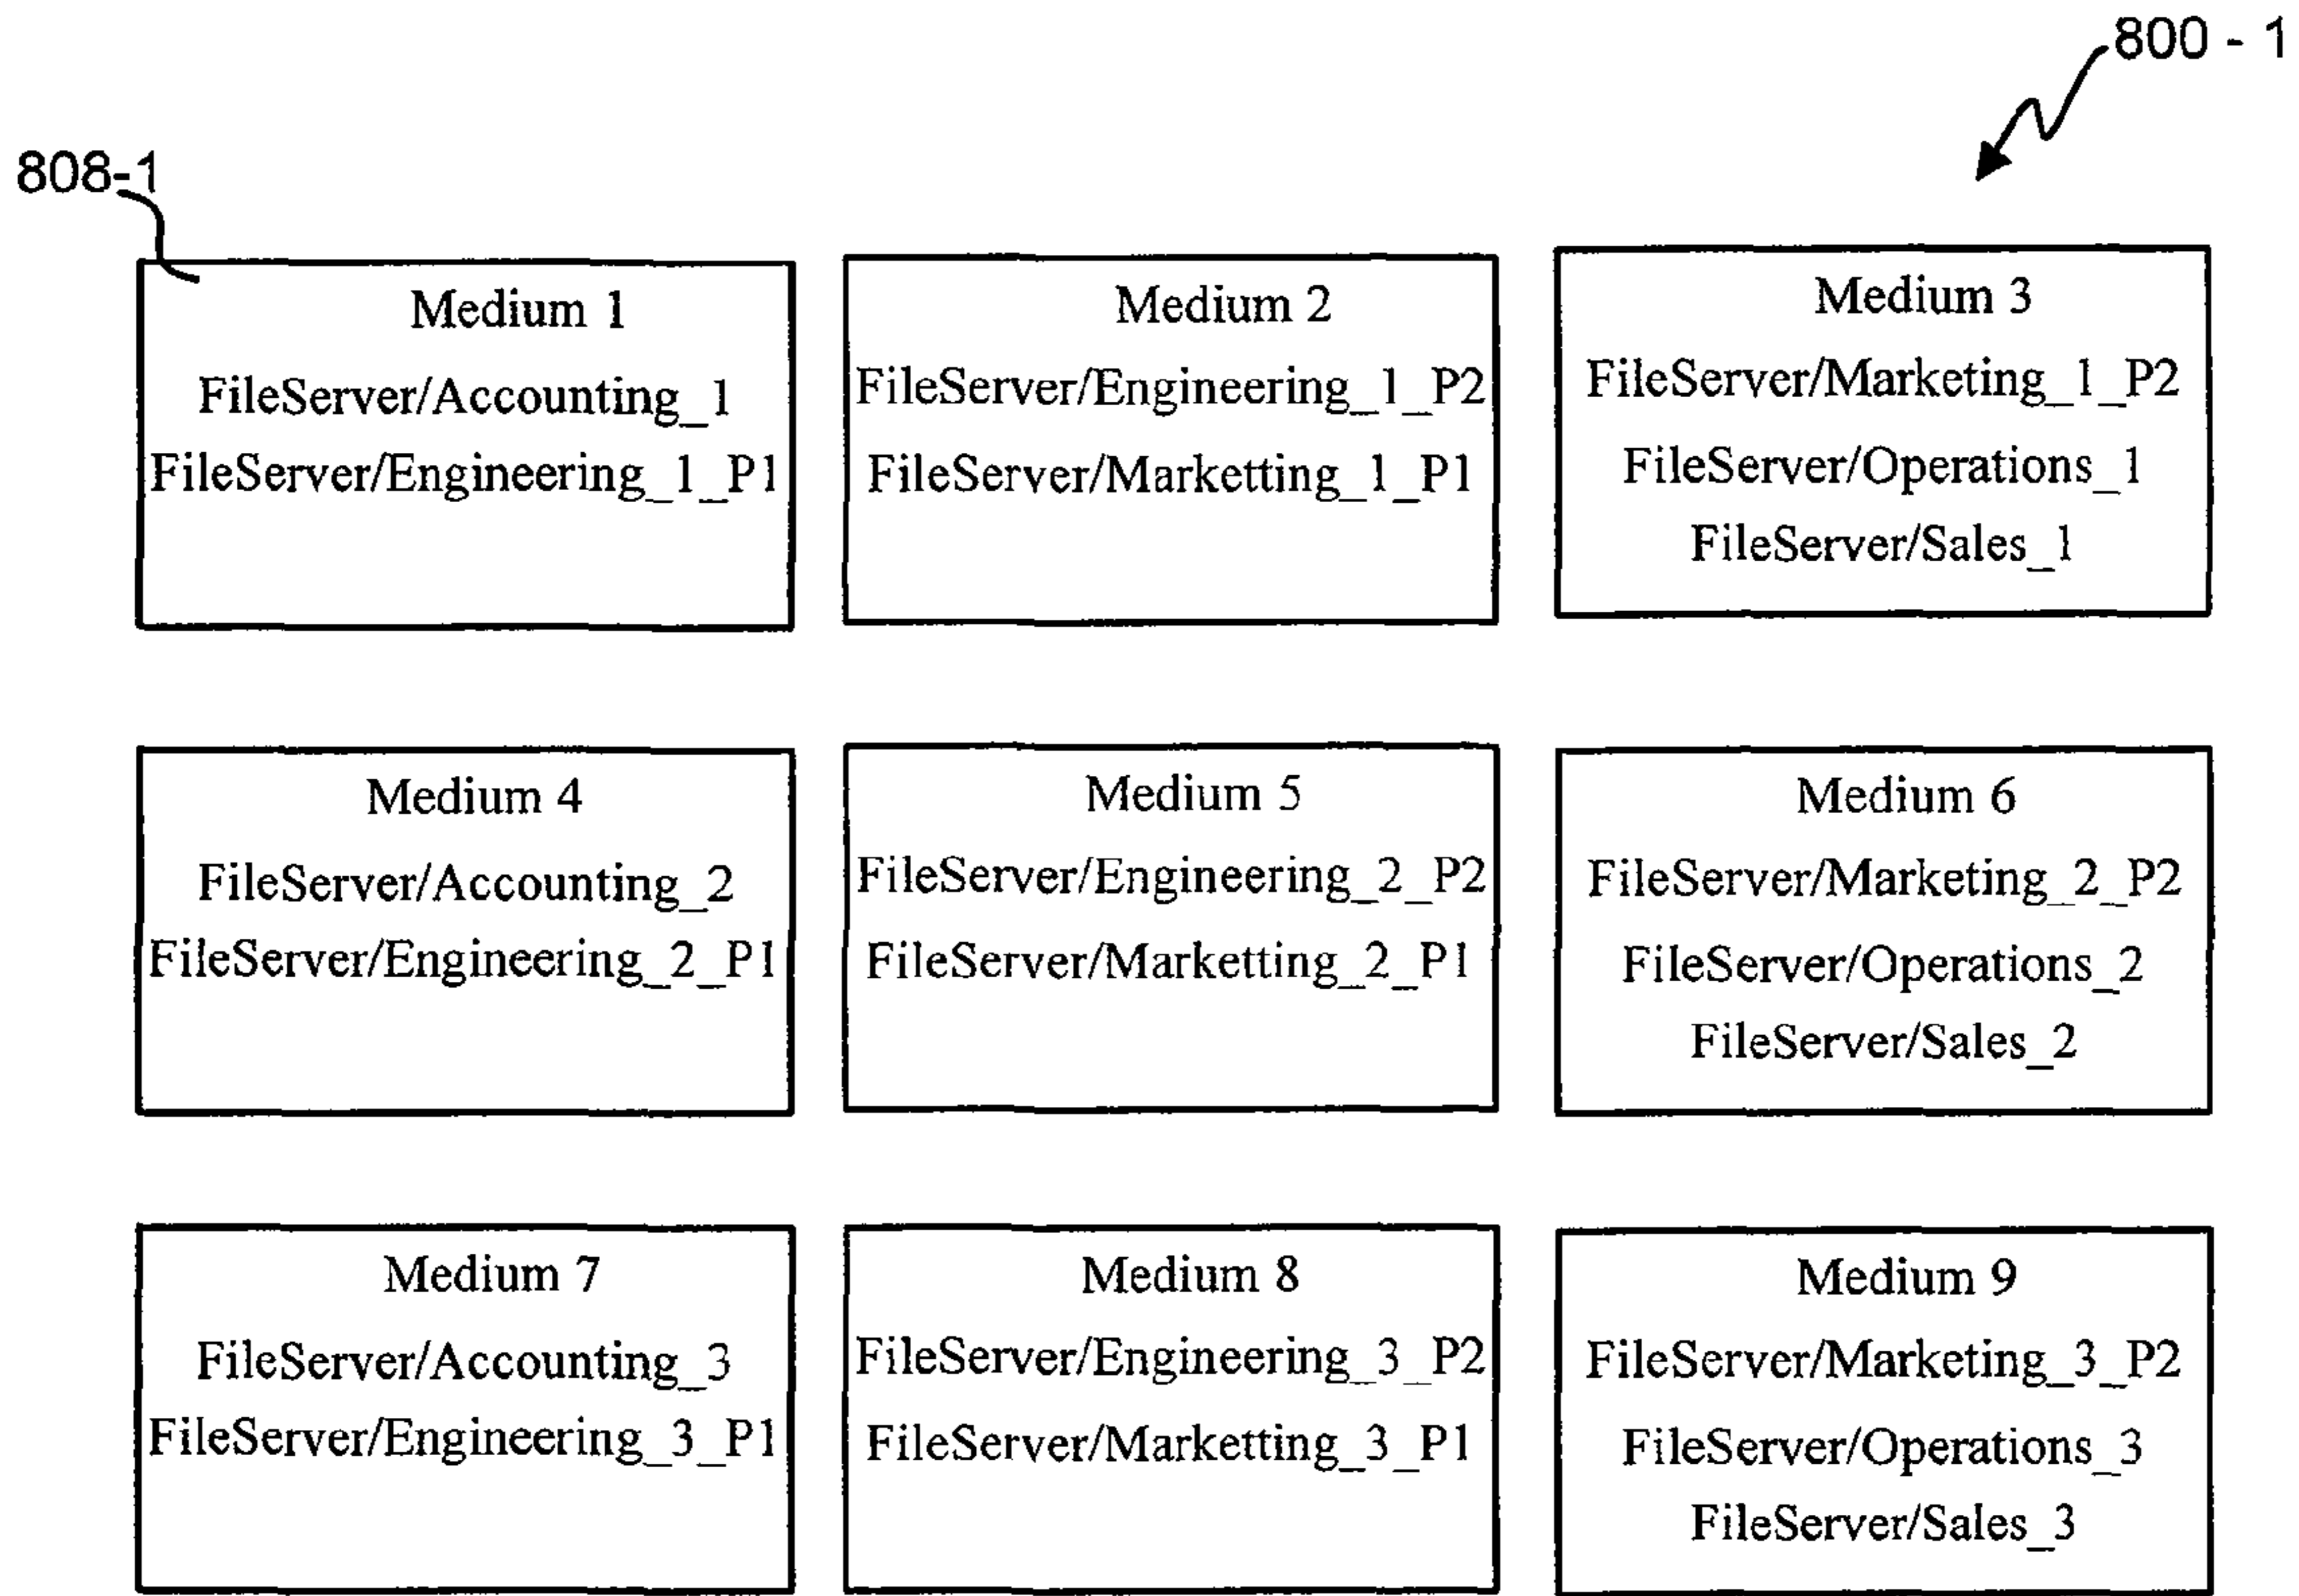 800 - 1
808-1
Medium 1
FileServer/Accounting_1
FileServer/Engineering_1_P1
Medium 2
FileServer/Engineering_1_P2
FileServer/Marketting_1_P1
Medium 3
FileServer/Marketing_1_P2
FileServer/Operations_1
FileServer/Sales_1
Medium 4
FileServer/Accounting_2
FileServer/Engineering_2_P1
Medium 5
FileServer/Engineering_2_P2
FileServer/Marketting_2_P1
Medium 6
FileServer/Marketing_2_P2
FileServer/Operations_2
FileServer/Sales_2
Medium 7
FileServer/Accounting_3
FileServer/Engineering_3_P1
Medium 8
FileServer/Engineering_3_P2
FileServer/Marketting_3_P1
Medium 9
FileServer/Marketing_3_P2
FileServer/Operations_3
FileServer/Sales_3